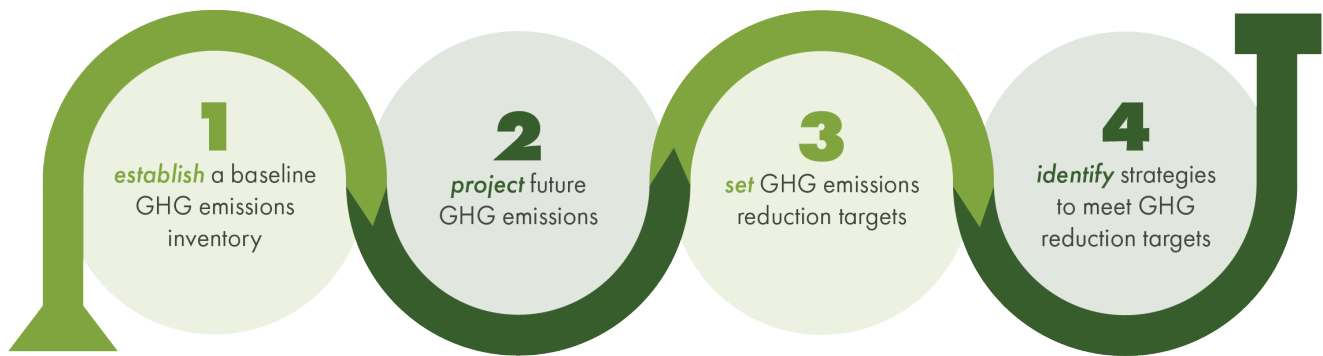 1
establish a baseline
GHG emissions
inventory
2
project future
GHG emissions
3
set GHG emissions
reduction targets
4
identify strategies
to meet GHG
reduction targets